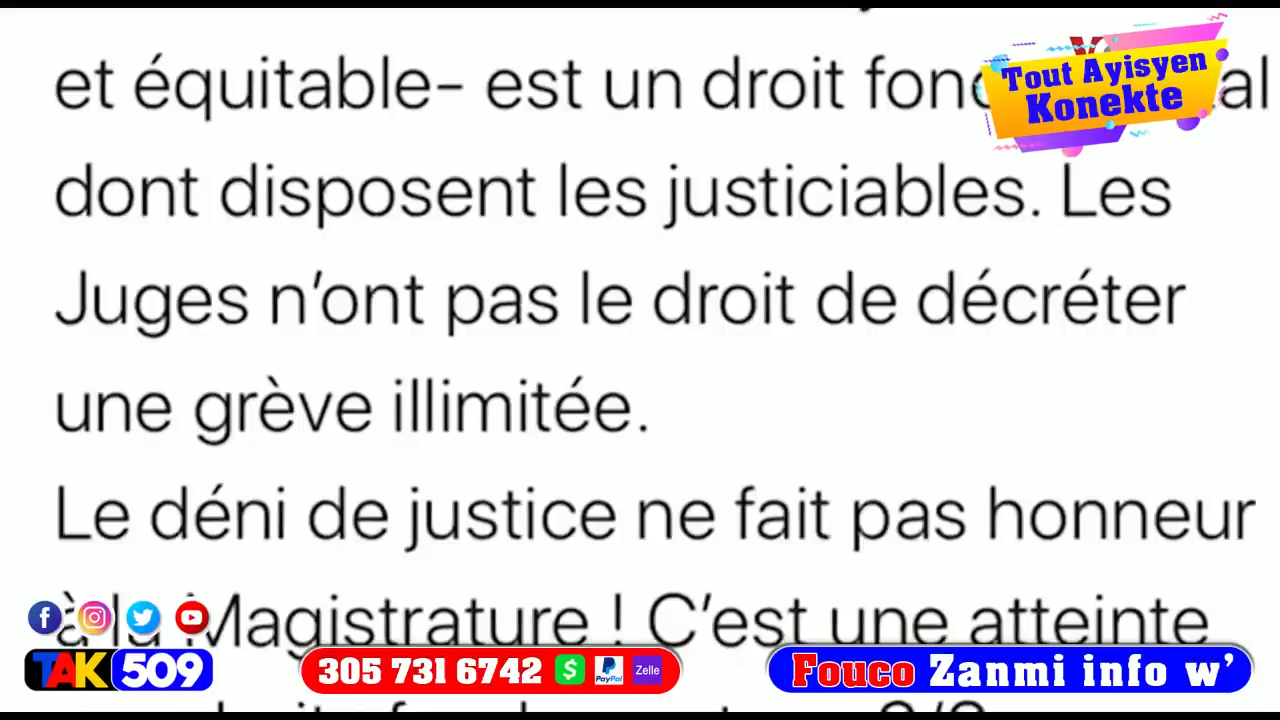 et équitable- est un droit
Tout Ayisyen
Konekte
dont disposent les justiciables. Les
Juges n’ont pas le droit de décréter
une grève illimitée.
Le déni de justice ne fait pas honneur
à la Magistrature ! C’est une atteinte
TAK 509
305 731 6742
$
PayPal
Zelle
Fouco Zanmi info w’